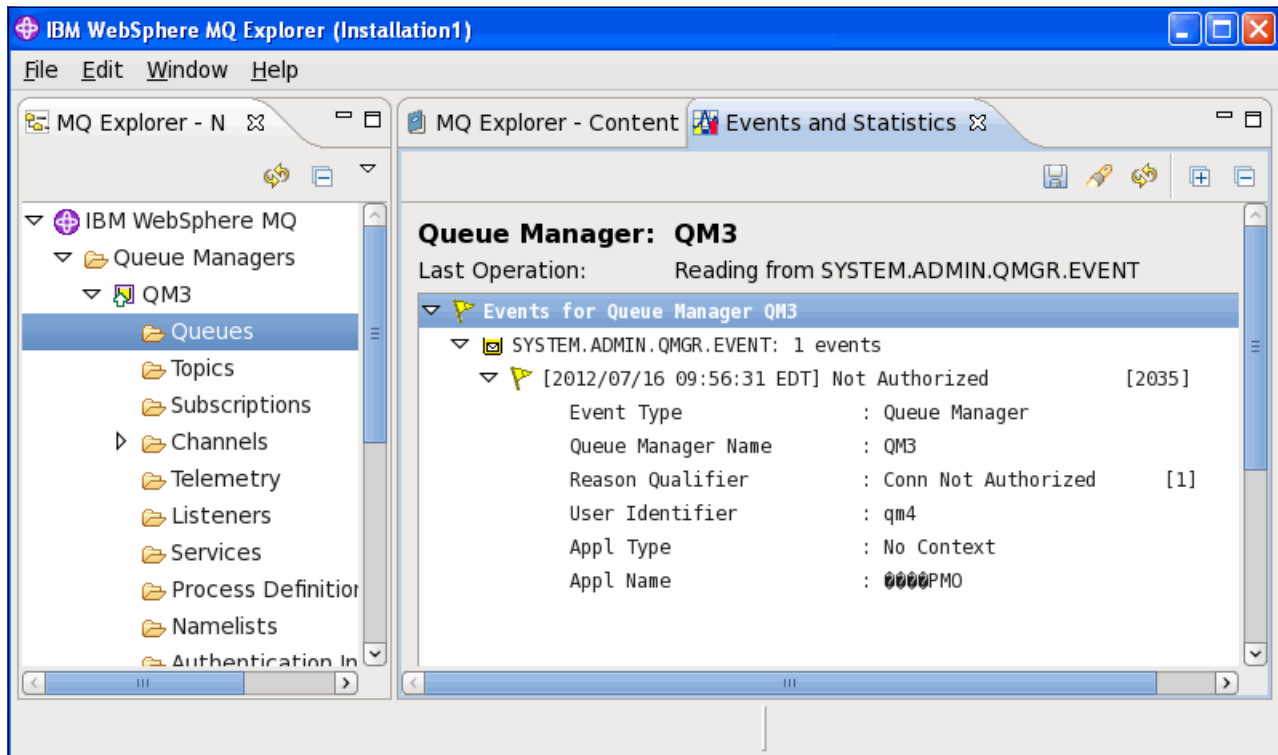 IBM WebSphere MQ Explorer (Installation1)
File Edit Window Help
MQ Explorer - N
IBM WebSphere MQ
Queue Managers
QM3
Queues
Topics
Subscriptions
Channels
Telemetry
Listeners
Services
Process Definition
Namelists
Authentication In
MQ Explorer - Content
Events and Statistics
Queue Manager: QM3
Last Operation: Reading from SYSTEM.ADMIN.QMGR.EVENT
Events for Queue Manager QM3
SYSTEM.ADMIN.QMGR.EVENT: 1 events
[2012/07/16 09:56:31 EDT] Not Authorized [2035]
Event Type : Queue Manager
Queue Manager Name : QM3
Reason Qualifier : Conn Not Authorized [1]
User Identifier : qm4
Appl Type : No Context
Appl Name : ����PMO